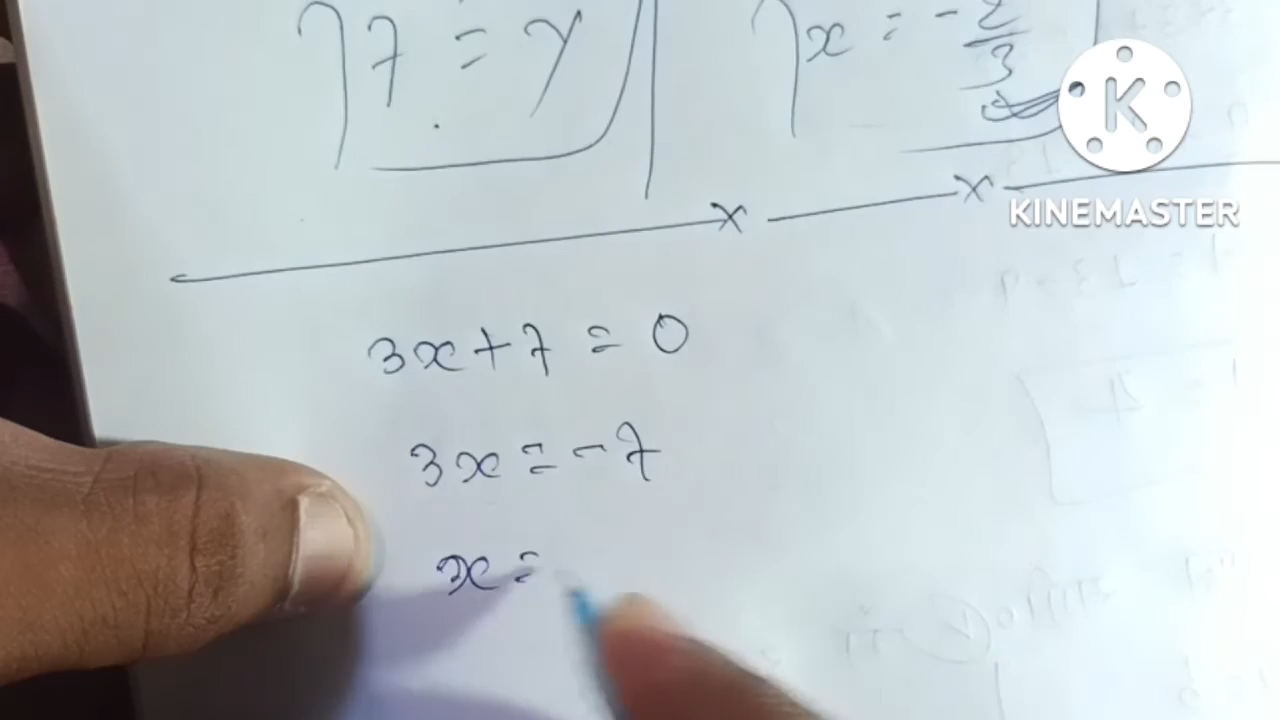 7 = y
x = -2/3
K
KINEMASTER
3x+7 = 0
3x = -7
x =